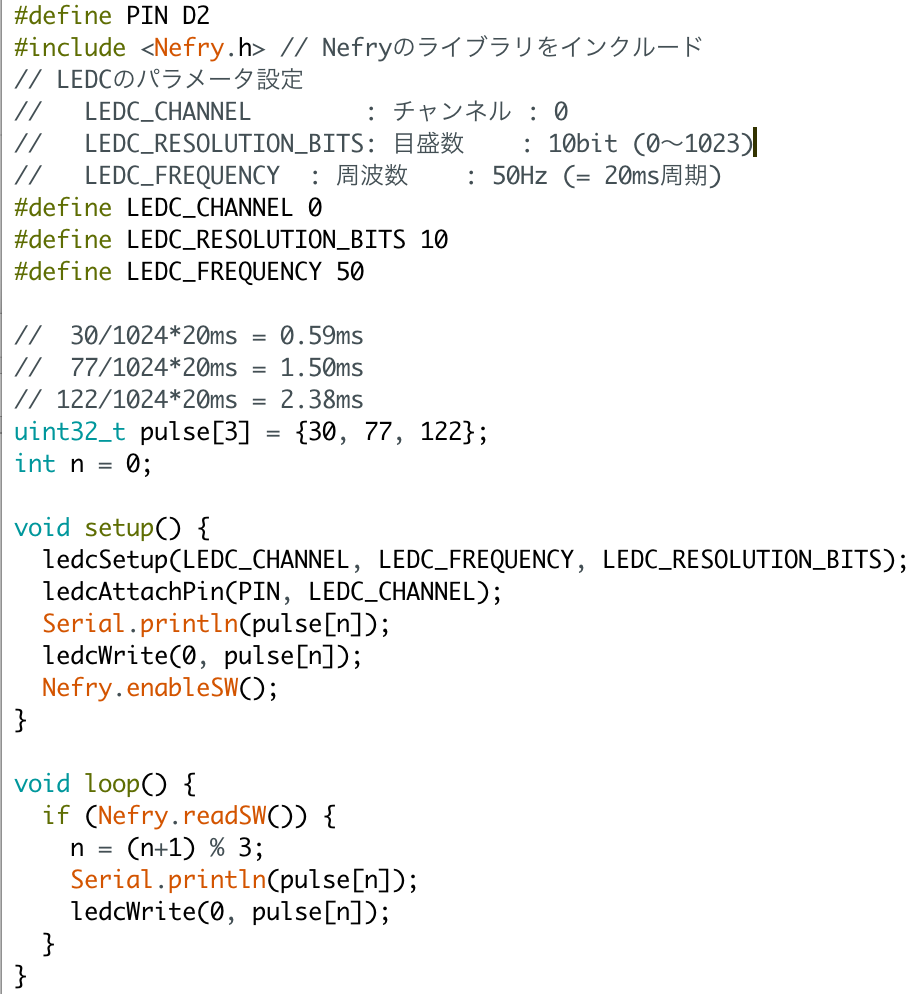 #define PIN D2
#include <Nefry.h> // Nefryのライブラリをインクルード
// LEDCのパラメータ設定
//   LEDC_CHANNEL        : チャンネル : 0
//   LEDC_RESOLUTION_BITS: 目盛数    : 10bit (0〜1023)
//   LEDC_FREQUENCY  : 周波数    : 50Hz (= 20ms周期)
#define LEDC_CHANNEL 0
#define LEDC_RESOLUTION_BITS 10
#define LEDC_FREQUENCY 50

//  30/1024*20ms = 0.59ms
//  77/1024*20ms = 1.50ms
// 122/1024*20ms = 2.38ms
uint32_t pulse[3] = {30, 77, 122};
int n = 0;

void setup() {
  ledcSetup(LEDC_CHANNEL, LEDC_FREQUENCY, LEDC_RESOLUTION_BITS);
  ledcAttachPin(PIN, LEDC_CHANNEL);
  Serial.println(pulse[n]);
  ledcWrite(0, pulse[n]);
  Nefry.enableSW();
}

void loop() {
  if (Nefry.readSW()) {
    n = (n+1) % 3;
    Serial.println(pulse[n]);
    ledcWrite(0, pulse[n]);
  }
}